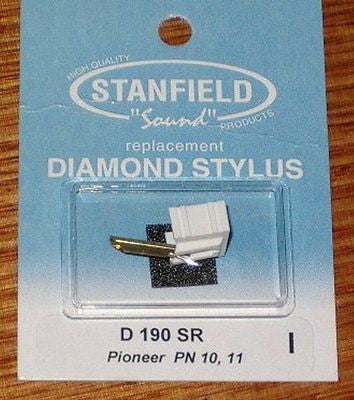 HIGH QUALITY
STANFIELD
"Sound"
PRODUCTS
replacement
DIAMOND STYLUS
D 190 SR
I
Pioneer PN 10, 11